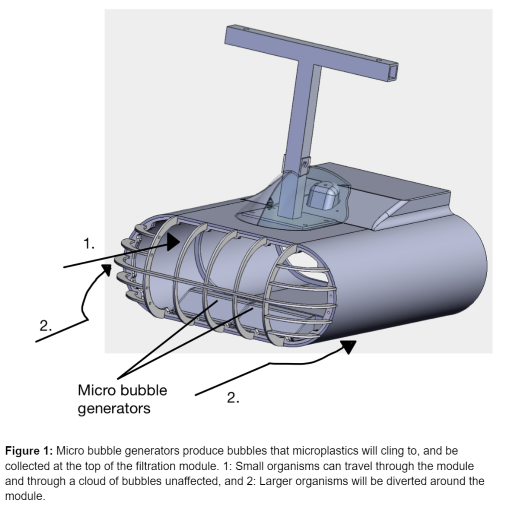 1.
2.
Micro bubble
generators
2.
Figure 1: Micro bubble generators produce bubbles that microplastics will cling to, and be
collected at the top of the filtration module. 1: Small organisms can travel through the module
and through a cloud of bubbles unaffected, and 2: Larger organisms will be diverted around the
module.